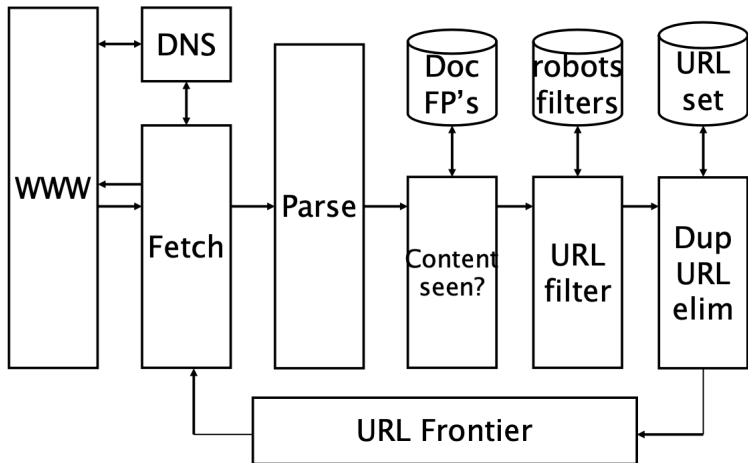 DNS
Doc
FP's
robots
filters
URL
set
WWW
Fetch
Parse
Content
seen?
URL
filter
Dup
URL
elim
URL Frontier